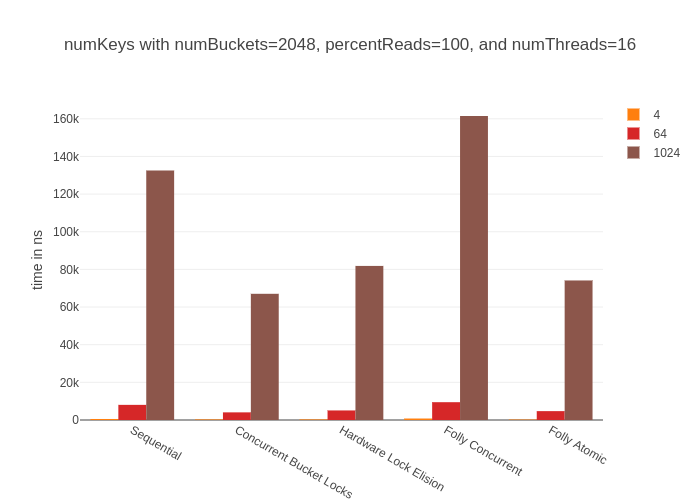 numKeys with numBuckets=2048, percentReads=100, and numThreads=16
4
64
1024
time in ns
160k
140k
120k
100k
80k
60k
40k
20k
0
Sequential
Concurrent Bucket Locks
Hardware Lock Elision
Folly Concurrent
Folly Atomic